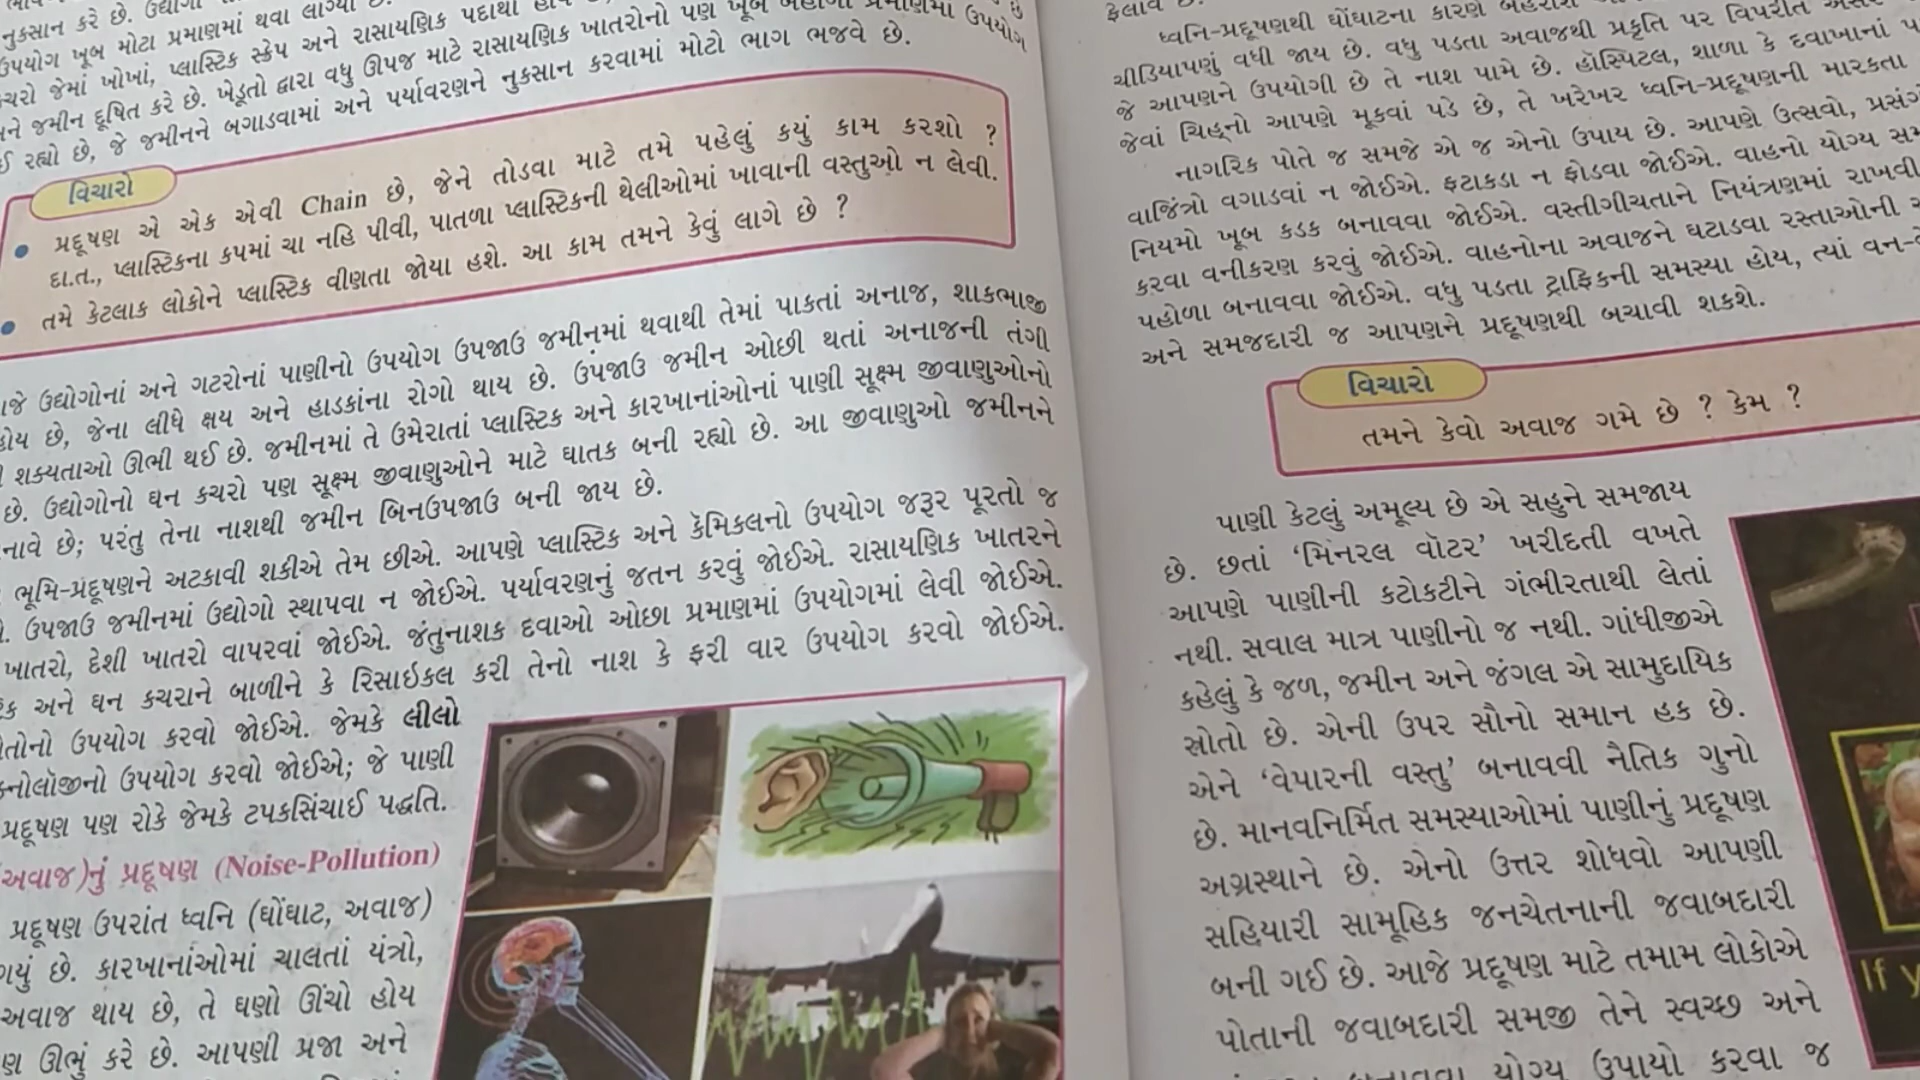 નુકસાન કરે છે.
ઉપયોગ ખૂબ મોટા પ્રમાણમાં થવા લાગ્યો
કચરો જેમાં ખોખાં, પ્લાસ્ટિક સ્ક્રેપ અને રાસાયણિક પદાર્થો
અને જમીન દૂષિત કરે છે. ખેડૂતો દ્વારા વધુ ઊપજ માટે રાસાયણિક ખાતરોનો પણ ખૂબ બહોળા પ્રમાણમાં ઉપયોગ
રહ્યો છે, જે જમીનને બગાડવામાં અને પર્યાવરણને નુકસાન કરવામાં મોટો ભાગ ભજવે છે.
વિચારો
• પ્રદૂષણ એ એક એવી Chain છે, જેને તોડવા માટે તમે પહેલું કયું કામ કરશો ?
દા.ત., પ્લાસ્ટિકના કપમાં ચા નહિ પીવી, પાતળા પ્લાસ્ટિકની થેલીઓમાં ખાવાની વસ્તુઓ ન લેવી.
• તમે કેટલાક લોકોને પ્લાસ્ટિક વીણતા જોયા હશે. આ કામ તમને કેવું લાગે છે ?
ઉદ્યોગોનાં અને ગટરોનાં પાણીનો ઉપયોગ ઉપજાઉ જમીનમાં થવાથી તેમાં પાકતાં અનાજ, શાકભાજી
હોય છે, જેના લીધે ક્ષય અને હાડકાંના રોગો થાય છે. ઉપજાઉ જમીન ઓછી થતાં અનાજની તંગી
શક્યતાઓ ઊભી થઈ છે. જમીનમાં તે ઉમેરાતાં પ્લાસ્ટિક અને કારખાનાંઓનાં પાણી સૂક્ષ્મ જીવાણુઓનો
છે. ઉદ્યોગોનો ઘન કચરો પણ સૂક્ષ્મ જીવાણુઓને માટે ઘાતક બની રહ્યો છે. આ જીવાણુઓ જમીનને
છે; પરંતુ તેના નાશથી જમીન બિનઉપજાઉ બની જાય છે.
ભૂમિ-પ્રદૂષણને અટકાવી શકીએ તેમ છીએ. આપણે પ્લાસ્ટિક અને કૅમિકલનો ઉપયોગ જરૂર પૂરતો જ
ઉપજાઉ જમીનમાં ઉદ્યોગો સ્થાપવા ન જોઈએ. પર્યાવરણનું જતન કરવું જોઈએ. રાસાયણિક ખાતરને
ખાતરો, દેશી ખાતરો વાપરવાં જોઈએ. જંતુનાશક દવાઓ ઓછા પ્રમાણમાં ઉપયોગમાં લેવી જોઈએ.
અને ઘન કચરાને બાળીને કે રિસાઇકલ કરી તેનો નાશ કે ફરી વાર ઉપયોગ કરવો જોઈએ.
ઉપયોગ કરવો જોઈએ. જેમકે લીલો
ઉપયોગ કરવો જોઈએ; જે પાણી
પ્રદૂષણ પણ રોકે જેમકે ટપકસિંચાઈ પદ્ધતિ.
અવાજ)નું પ્રદૂષણ (Noise-Pollution)
પ્રદૂષણ ઉપરાંત ધ્વનિ (ઘોંઘાટ, અવાજ)
છે. કારખાનાંઓમાં ચાલતાં યંત્રો,
અવાજ થાય છે, તે ઘણો ઊંચો હોય
ઊભું કરે છે. આપણી પ્રજા અને
ધ્વનિ-પ્રદૂષણથી ઘોંઘાટના કારણે
ચીડિયાપણું વધી જાય છે. વધુ પડતા અવાજથી પ્રકૃતિ પર વિપરીત
જે આપણને ઉપયોગી છે તે નાશ પામે છે. હૉસ્પિટલ, શાળા કે દવાખાનાં
જેવાં ચિહ્નો આપણે મૂકવાં પડે છે, તે ખરેખર ધ્વનિ-પ્રદૂષણની મારકતા
નાગરિક પોતે જ સમજે એ જ એનો ઉપાય છે. આપણે ઉત્સવો,
વાજિંત્રો વગાડવાં ન જોઈએ. ફટાકડા ન ફોડવા જોઈએ. વાહનો યોગ્ય
નિયમો ખૂબ કડક બનાવવા જોઈએ. વસ્તીગીચતાને નિયંત્રણમાં રાખવી
કરવા વનીકરણ કરવું જોઈએ. વાહનોના અવાજને ઘટાડવા રસ્તાઓની
પહોળા બનાવવા જોઈએ. વધુ પડતા ટ્રાફિકની સમસ્યા હોય, ત્યાં
અને સમજદારી જ આપણને પ્રદૂષણથી બચાવી શકશે.
વિચારો
તમને કેવો અવાજ ગમે છે ? કેમ ?
પાણી કેટલું અમૂલ્ય છે એ સહુને સમજાય
છે. છતાં ‘મિનરલ વૉટર’ ખરીદતી વખતે
આપણે પાણીની કટોકટીને ગંભીરતાથી લેતાં
નથી. સવાલ માત્ર પાણીનો જ નથી. ગાંધીજીએ
કહેલું કે જળ, જમીન અને જંગલ એ સામુદાયિક
સ્રોતો છે. એની ઉપર સૌનો સમાન હક છે.
એને ‘વેપારની વસ્તુ’ બનાવવી નૈતિક ગુનો
છે. માનવનિર્મિત સમસ્યાઓમાં પાણીનું પ્રદૂષણ
અગ્રસ્થાને છે. એનો ઉત્તર શોધવો આપણી
સહિયારી સામૂહિક જનચેતનાની જવાબદારી
બની ગઈ છે. આજે પ્રદૂષણ માટે તમામ લોકોએ
પોતાની જવાબદારી સમજી તેને સ્વચ્છ અને
યોગ્ય ઉપાયો કરવા જ
If